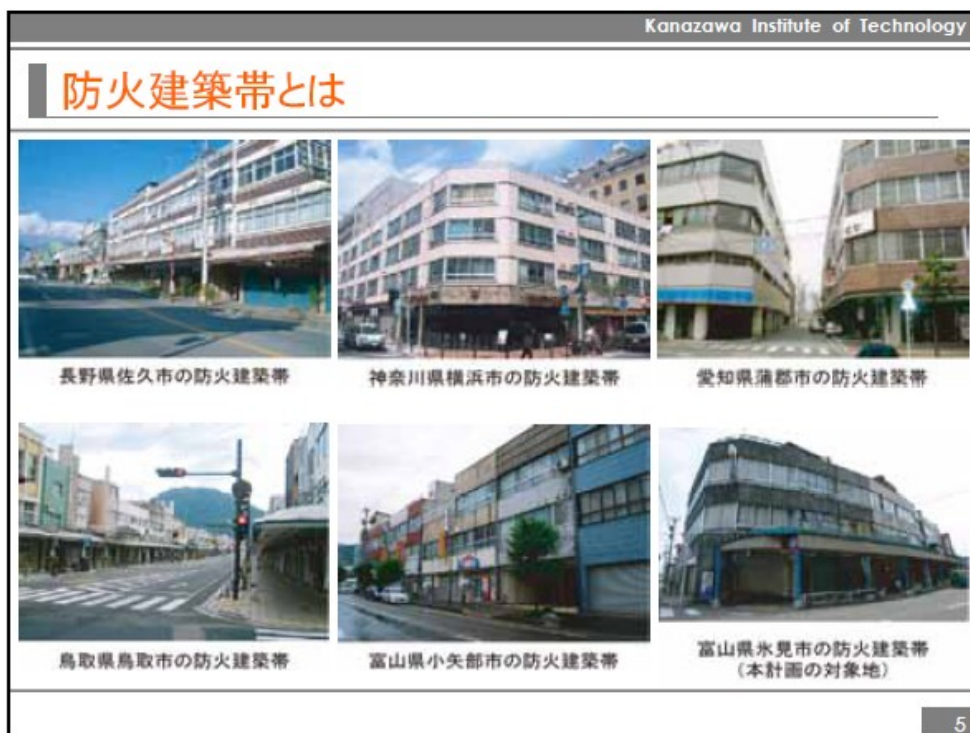 Kanazawa Institute of Technology
防火建築帯とは
長野県佐久市の防火建築帯
神奈川県横浜市の防火建築帯
愛知県蒲郡市の防火建築帯
鳥取県鳥取市の防火建築帯
富山県小矢部市の防火建築帯
富山県氷見市の防火建築帯
(本計画の対象地)
5